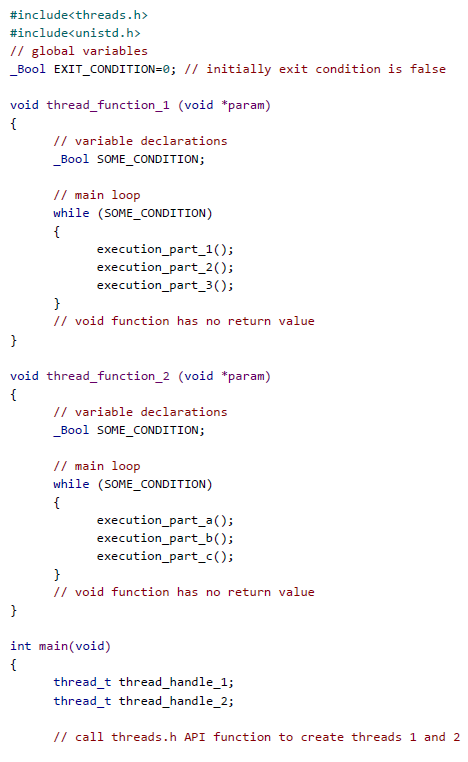 #include<threads.h>
#include<unistd.h>
// global variables
_Bool EXIT_CONDITION=0; // initially exit condition is false
void thread_function_1 (void *param)
{
// variable declarations
_Bool SOME_CONDITION;
// main loop
while (SOME_CONDITION)
{
execution_part_1();
execution_part_2();
execution_part_3();
}
// void function has no return value
}
void thread_function_2 (void *param)
{
// variable declarations
_Bool SOME_CONDITION;
// main loop
while (SOME_CONDITION)
{
execution_part_a();
execution_part_b();
execution_part_c();
}
// void function has no return value
}
int main(void)
{
thread_t thread_handle_1;
thread_t thread_handle_2;
// call threads.h API function to create threads 1 and 2